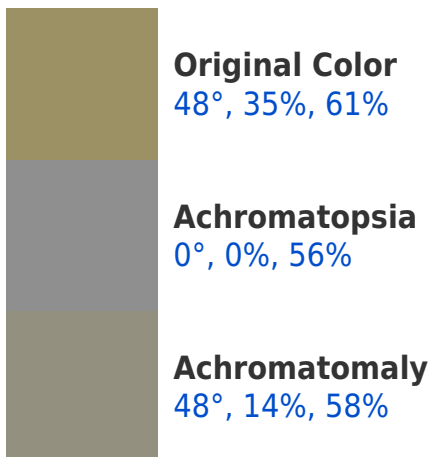 Original Color
48°, 35%, 61%
Achromatopsia
0°, 0%, 56%
Achromatomaly
48°, 14%, 58%